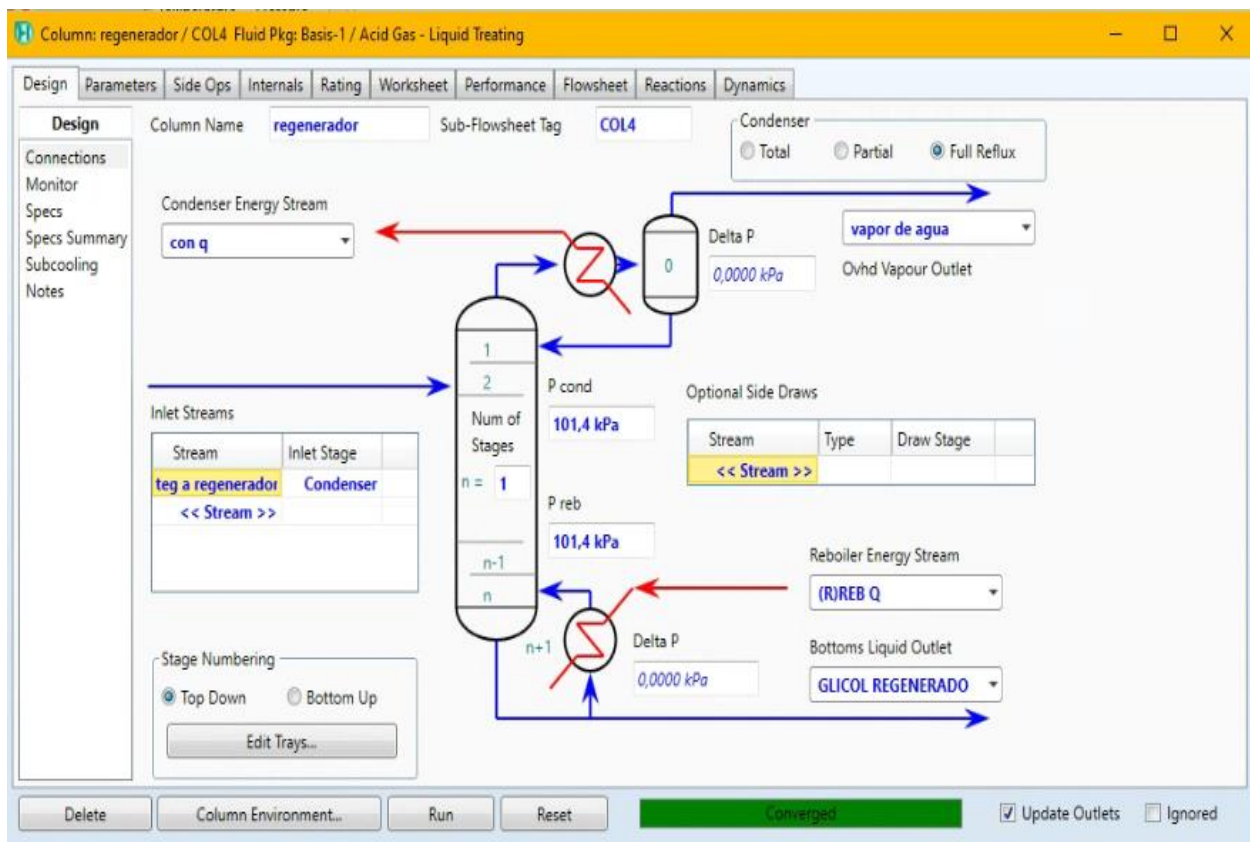 Column: regenerador / COL4 Fluid Pkg: Basis-1 / Acid Gas - Liquid Treating
Design Parameters Side Ops Internals Rating Worksheet Performance Flowsheet Reactions Dynamics
Design
Connections
Monitor
Specs
Specs Summary
Subcooling
Notes
Column Name regenerador Sub-Flowsheet Tag COL4
Condenser
Total Partial Full Reflux
Condenser Energy Stream
con q
Delta P
0,0000 kPa
vapor de agua
Ovhd Vapour Outlet
0
1
2
Num of
Stages
n = 1
n-1
n
n+1
P cond
101,4 kPa
P reb
101,4 kPa
Inlet Streams
Stream Inlet Stage
teg a regenerador Condenser
<< Stream >>
Optional Side Draws
Stream Type Draw Stage
<< Stream >>
Reboiler Energy Stream
(R)REB Q
Delta P
0,0000 kPa
Bottoms Liquid Outlet
GLICOL REGENERADO
Stage Numbering
Top Down Bottom Up
Edit Trays...
Delete Column Environment... Run Reset Converged Update Outlets Ignored